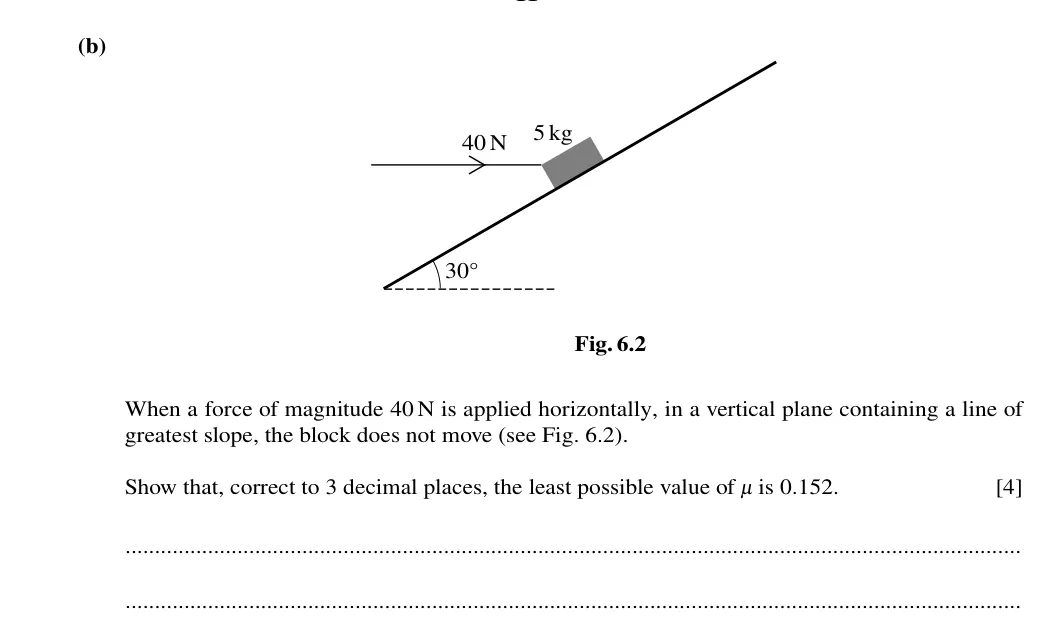 (b)
40 N
5 kg
30°
Fig. 6.2
When a force of magnitude 40 N is applied horizontally, in a vertical plane containing a line of
greatest slope, the block does not move (see Fig. 6.2).
Show that, correct to 3 decimal places, the least possible value of μ is 0.152. [4]